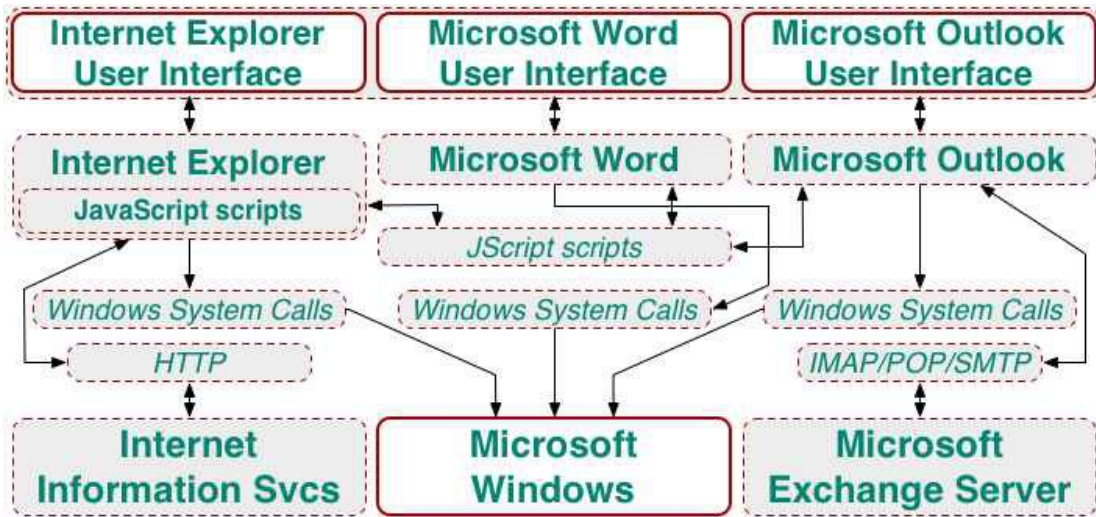 Internet Explorer
User Interface
Microsoft Word
User Interface
Microsoft Outlook
User Interface
Internet Explorer
JavaScript scripts
Microsoft Word
Microsoft Outlook
JScript scripts
Windows System Calls
Windows System Calls
Windows System Calls
HTTP
IMAP/POP/SMTP
Internet
Information Svcs
Microsoft
Windows
Microsoft
Exchange Server